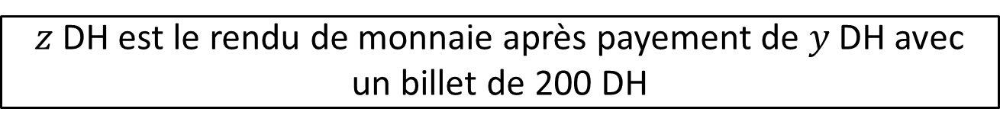 z DH est le rendu de monnaie après payement de y DH avec
un billet de 200 DH